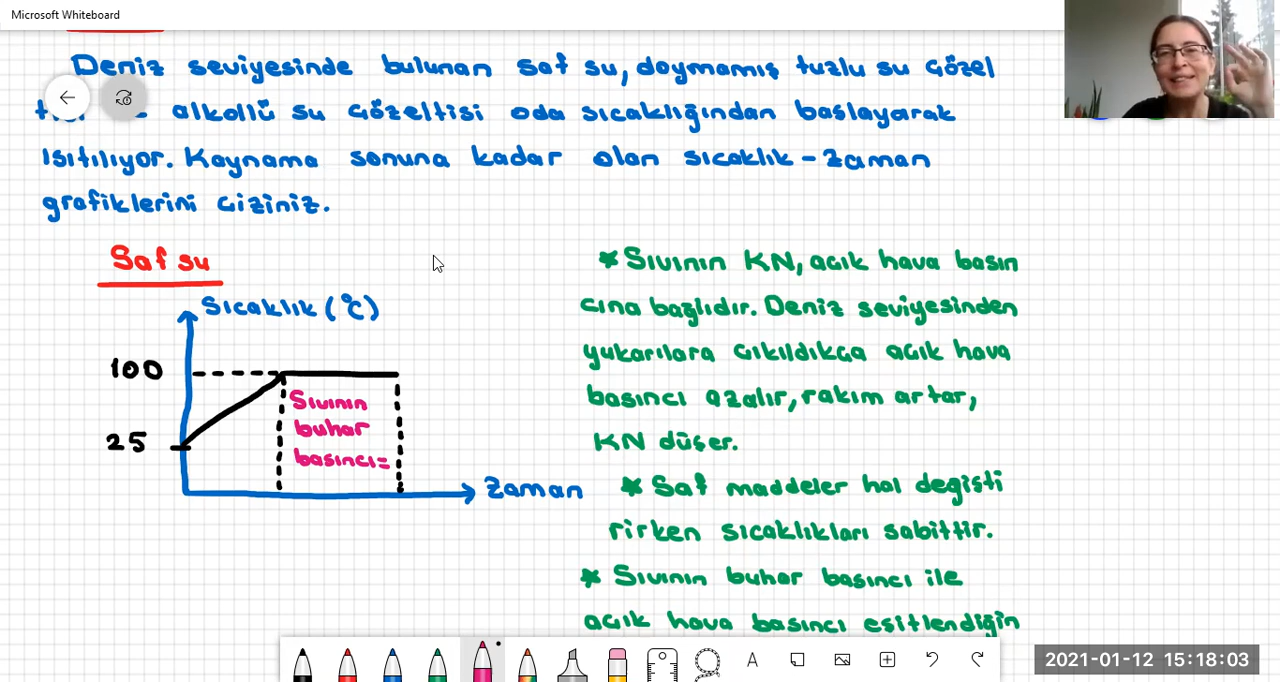 Microsoft Whiteboard
Deniz seviyesinde bulunan saf su, doymamış tuzlu su çözel
alkollü su çözeltisi oda sıcaklığından başlayarak
ısıtılıyor. Kaynama sonuna kadar olan sıcaklık-zaman
grafiklerini çiziniz.
Saf su
Sıcaklık (°C)
100
25
Sıvının
buhar
basıncı=
Zaman
* Sıvının KN, açık hava basın
cına bağlıdır. Deniz seviyesinden
yukarılara çıkıldıkça açık hava
basıncı azalır, rakım artar,
KN düşer.
* Saf maddeler hal değişti
rirken sıcaklıkları sabittir.
* Sıvının buhar basıncı ile
açık hava basıncı eşitlendiğin
A
2021-01-12 15:18:03